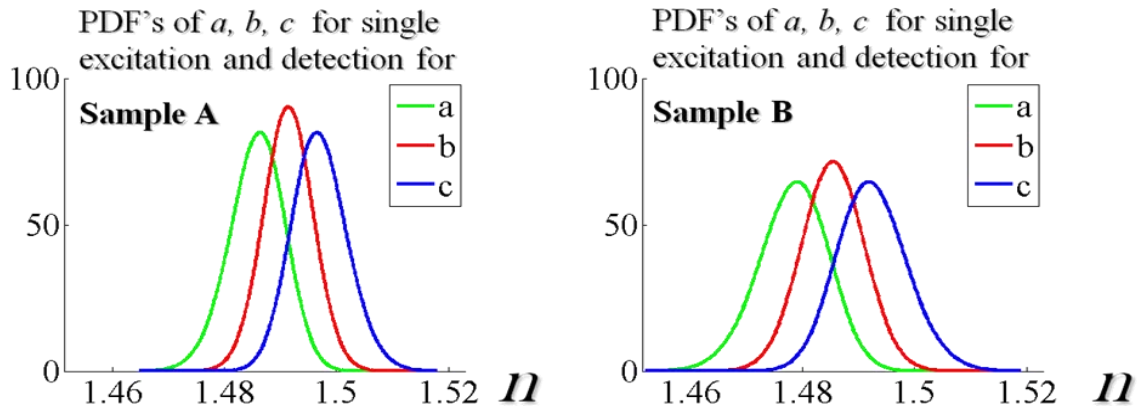 PDF's of a, b, c for single
excitation and detection for
Sample A
100
50
0
a
b
c
1.46 1.48 1.5 1.52 n
PDF's of a, b, c for single
excitation and detection for
Sample B
100
50
0
a
b
c
1.46 1.48 1.5 1.52 n